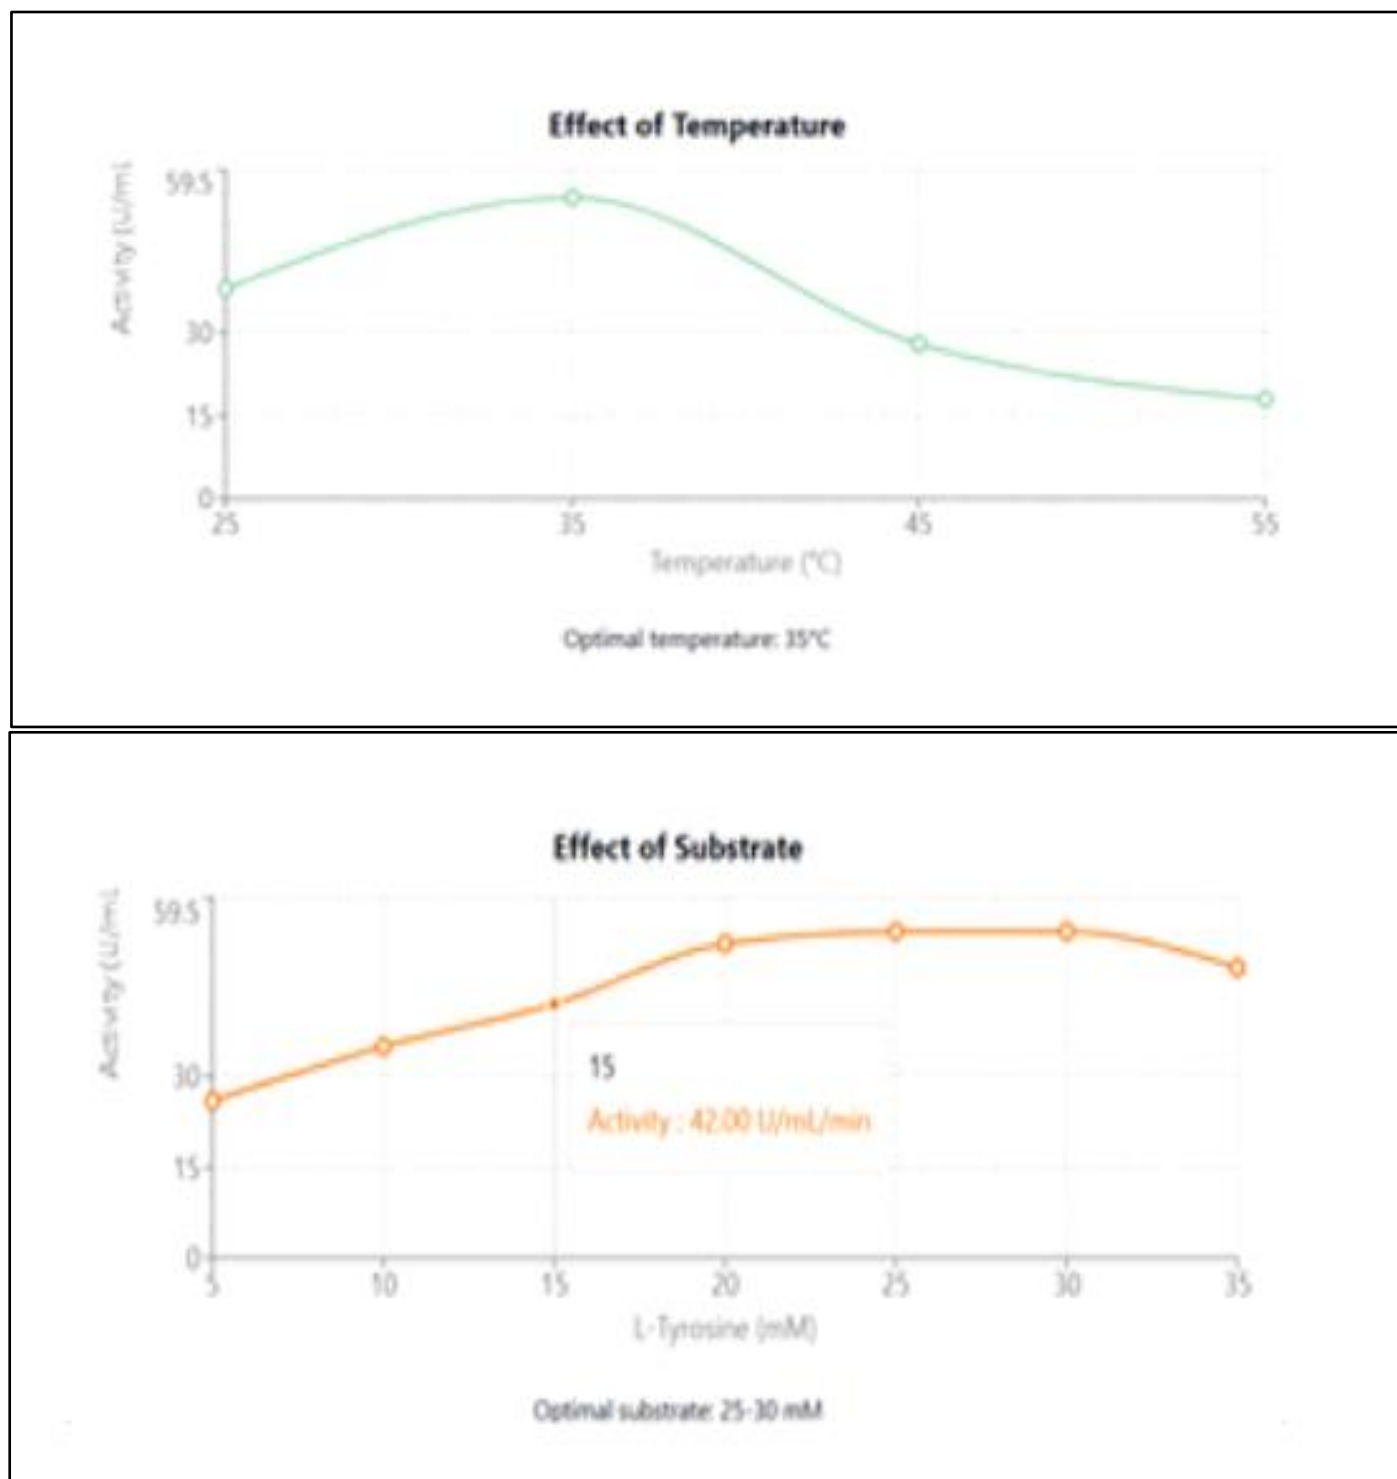 Effect of Temperature
Activity (U/mL
59.5
30
15
0
25 35 45 55
Temperature (°C)
Optimal temperature: 35°C
Effect of Substrate
Activity (U/mL
59.5
30
15
0
15
Activity : 42.00 U/mL/min
5 10 15 20 25 30 35
L-Tyrosine (mM)
Optimal substrate: 25-30 mM